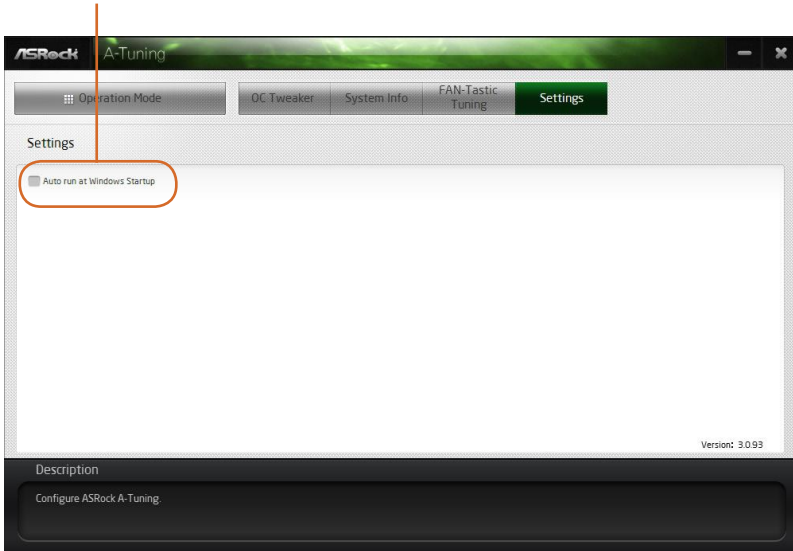 ASRock A-Tuning
Operation Mode
OC Tweaker
System Info
FAN-Tastic
Tuning
Settings
Settings
Auto run at Windows Startup
Version: 3.0.93
Description
Configure ASRock A-Tuning.